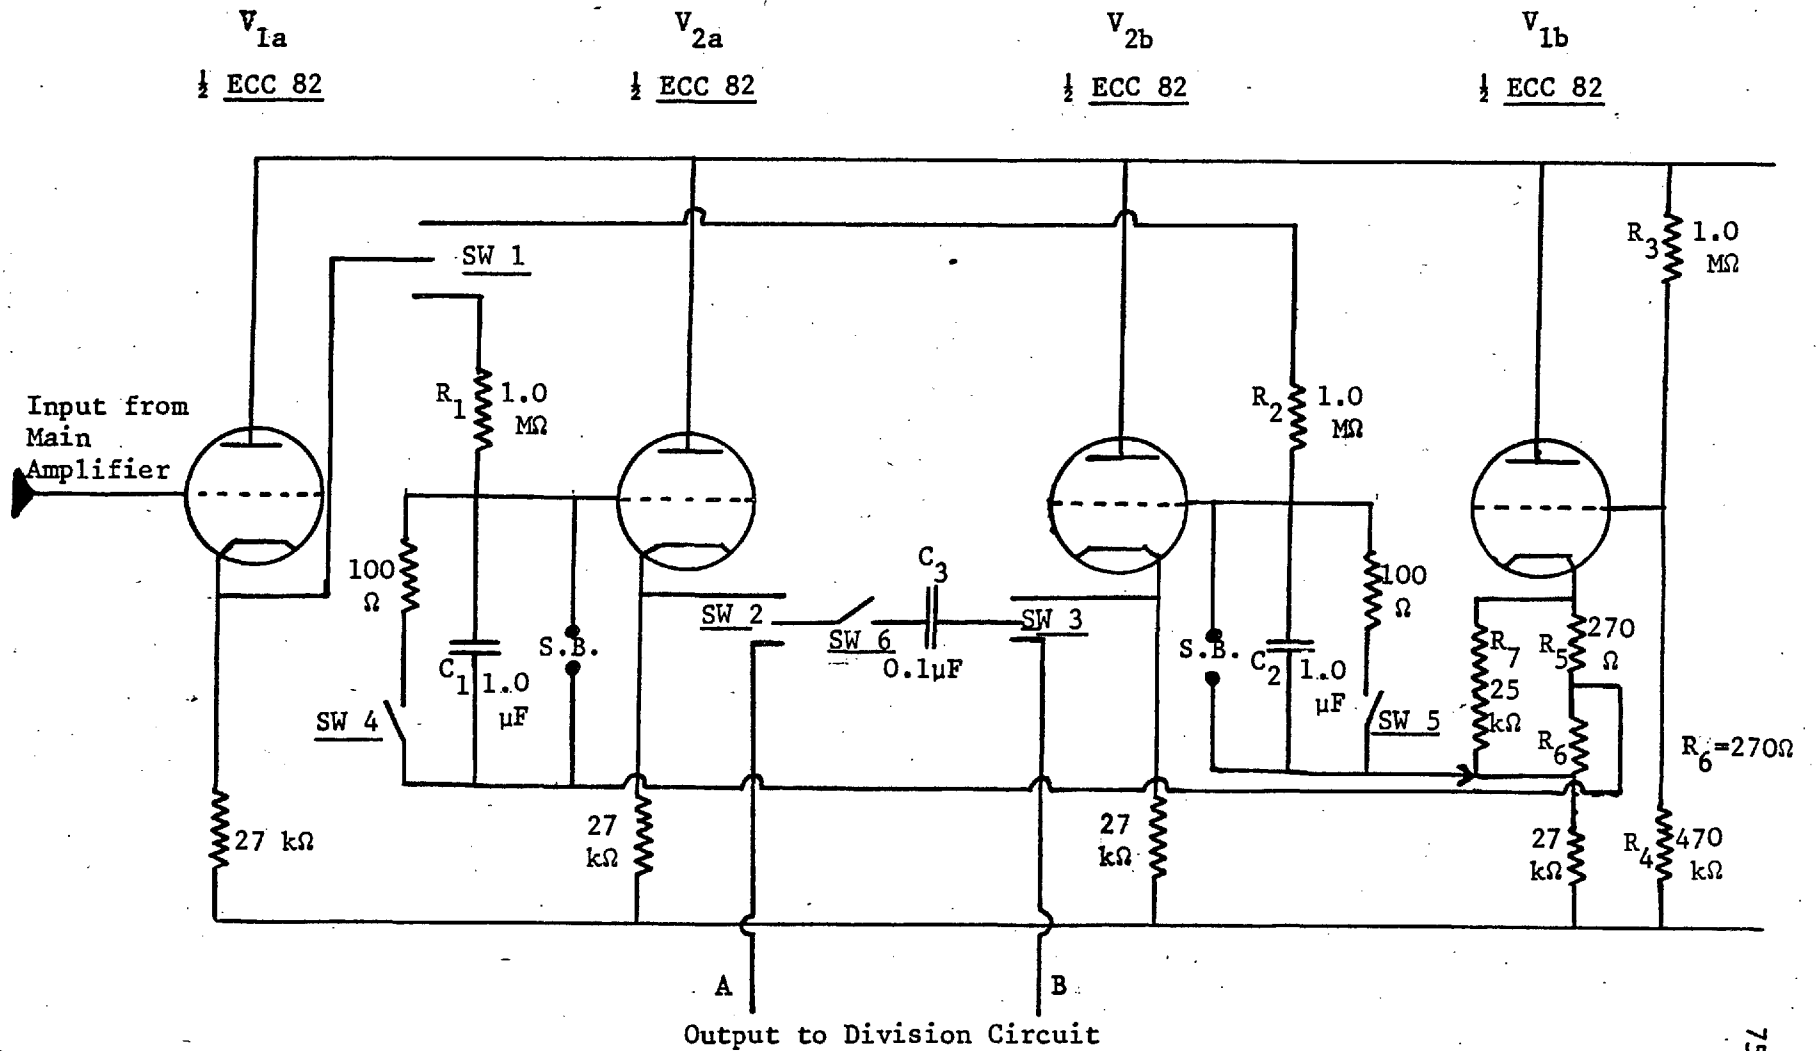 V1a
V2a
V2b
V1b
½ ECC 82
½ ECC 82
½ ECC 82
½ ECC 82
SW 1
R3
1.0
MΩ
Input from
Main
Amplifier
R1
1.0
MΩ
R2
1.0
MΩ
100
Ω
C3
100
Ω
SW 2
SW 6
0.1μF
SW 3
S.B.
C1
1.0
μF
SW 4
S.B.
C2
1.0
μF
SW 5
R7
25
kΩ
R5
270
Ω
R6
R6=270Ω
27 kΩ
27
kΩ
27
kΩ
27
kΩ
R4
470
kΩ
A
B
Output to Division Circuit